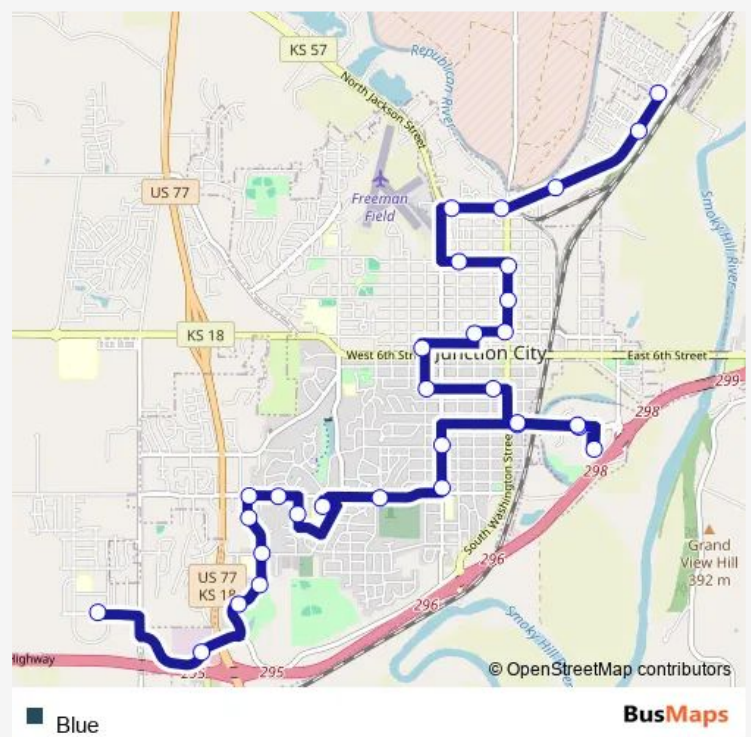 KS 57
Republican River
North Jackson Street
US 77
Freeman
Field
Smoky Hill River
KS 18
West 6th Str
Junction City
East 6th Street
299
298
298
South Washington Street
Grand
View Hill
392 m
296
US 77
KS 18
296
Smoky Hill
295
295
Highway
© OpenStreetMap contributors
Blue
BusMaps